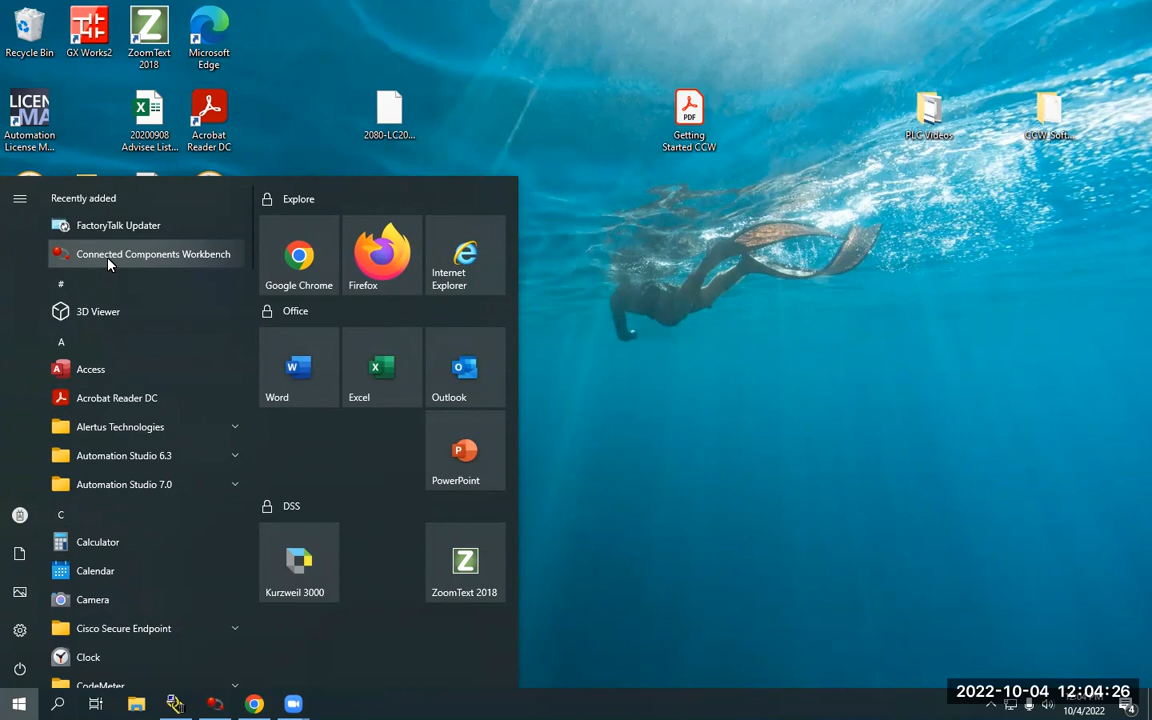 Recycle Bin
GX Works2
ZoomText
2018
Microsoft
Edge
LICEN
MA
Automation
License M...
20200908
Advisee List...
Acrobat
Reader DC
2080-LC20...
PDF
Getting
Started CCW
PLC Videos
CCW Soft...
Recently added
FactoryTalk Updater
Connected Components Workbench
#
3D Viewer
A
Access
Acrobat Reader DC
Alertus Technologies
Automation Studio 6.3
Automation Studio 7.0
C
Calculator
Calendar
Camera
Cisco Secure Endpoint
Clock
CodeMeter
Explore
Google Chrome
Firefox
Internet
Explorer
Office
Word
Excel
Outlook
PowerPoint
DSS
Kurzweil 3000
ZoomText 2018
2022-10-04 12:04:26
10/4/2022
4